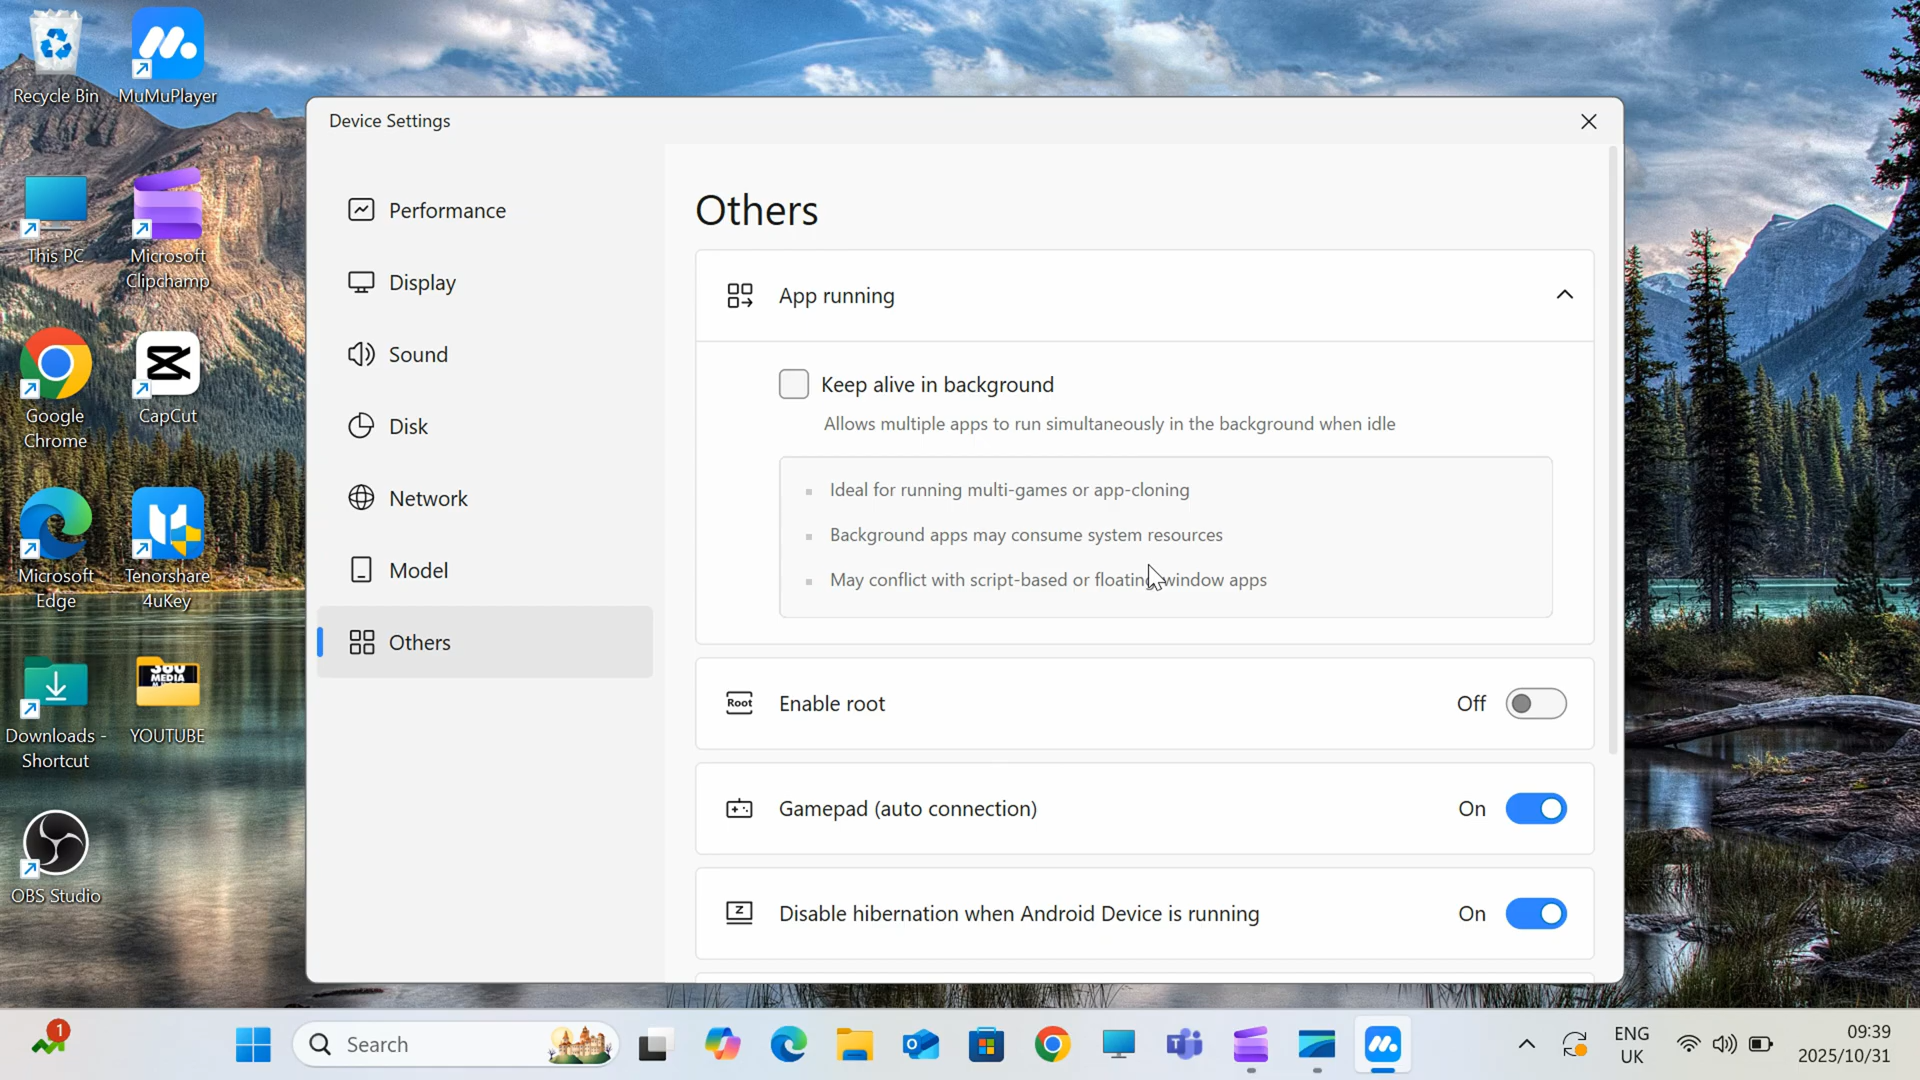 Recycle Bin
MuMuPlayer
This PC
Microsoft
Clipchamp
Google
Chrome
CapCut
Microsoft
Edge
Tenorshare
4uKey
Downloads -
Shortcut
360
MEDIA
YOUTUBE
OBS Studio
Device Settings
Performance
Display
Sound
Disk
Network
Model
Others
Others
App running
Keep alive in background
Allows multiple apps to run simultaneously in the background when idle
Ideal for running multi-games or app-cloning
Background apps may consume system resources
May conflict with script-based or floating window apps
Root
Enable root
Off
Gamepad (auto connection)
On
Z
Disable hibernation when Android Device is running
On
1
Search
ENG
UK
09:39
2025/10/31